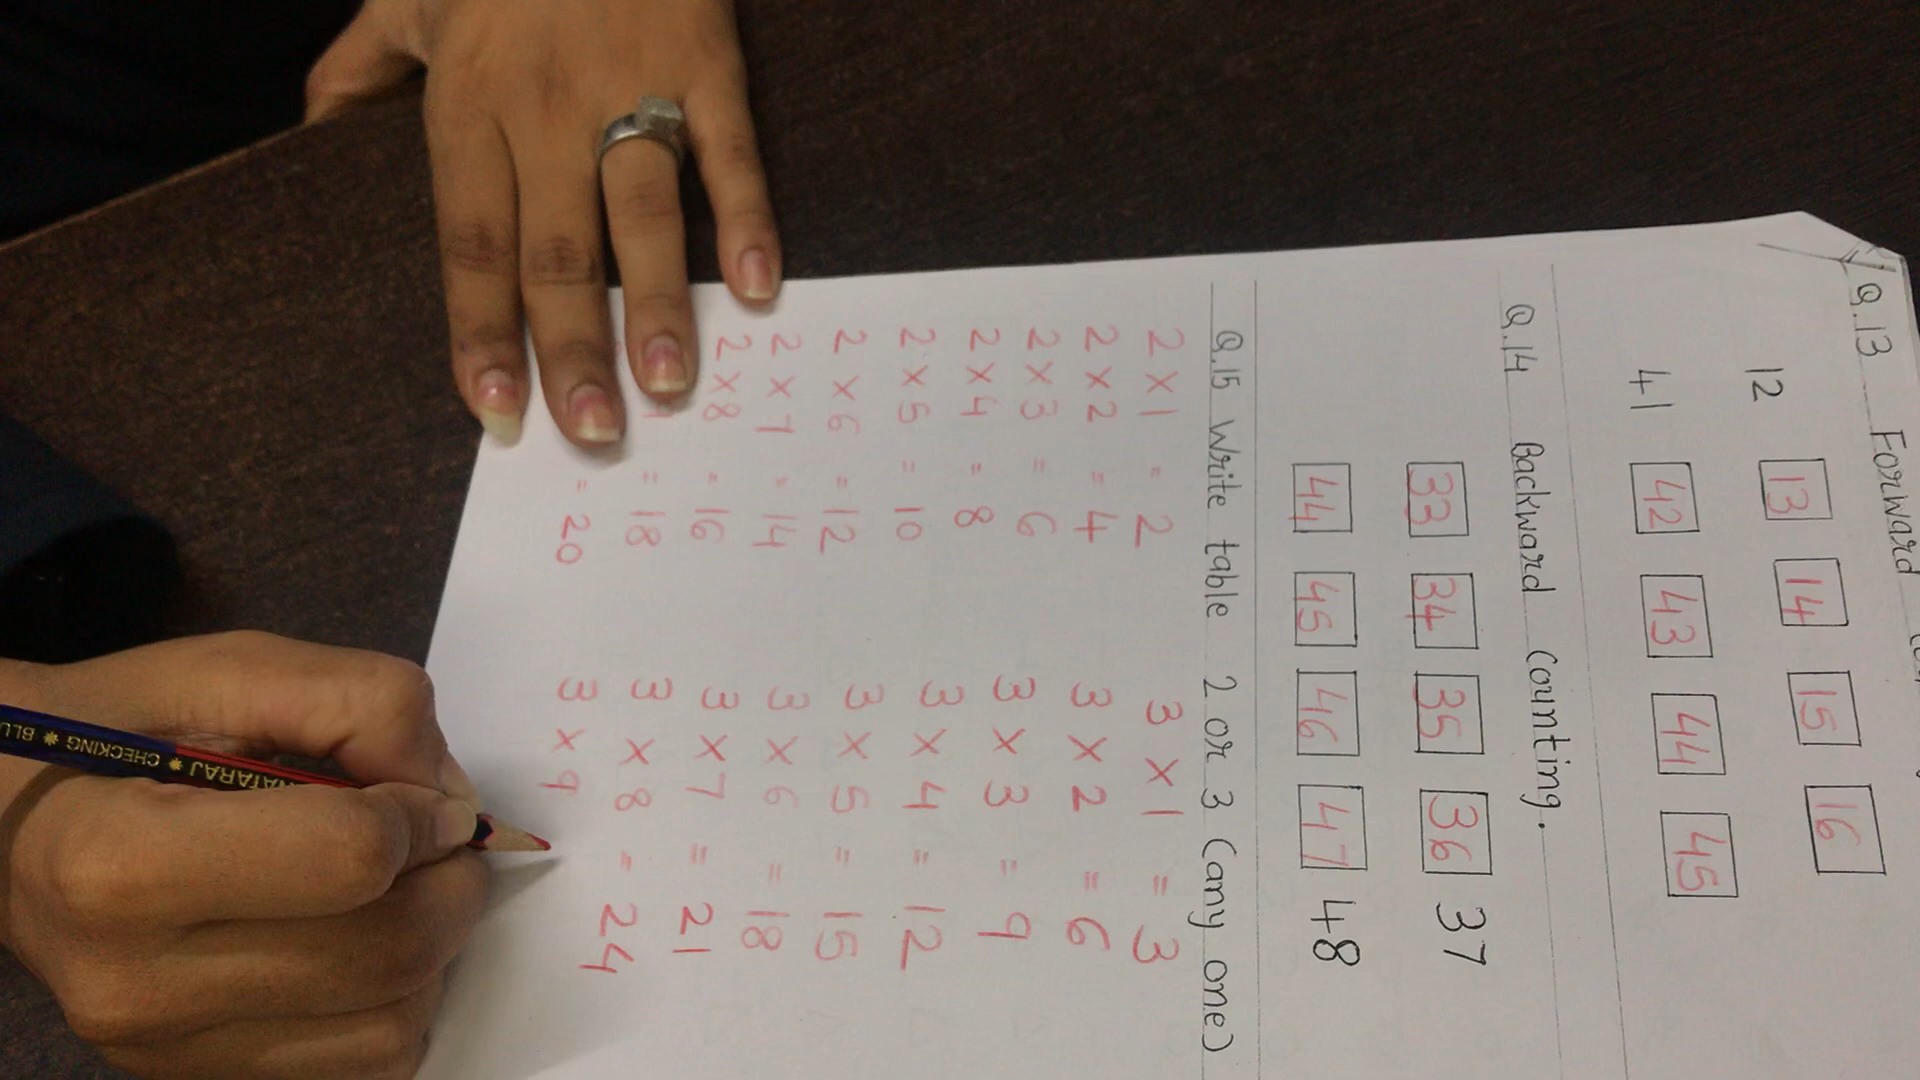 Q.13 Forward
12 13 14 15 16
41 42 43 44 45
Q.14 Backward Counting.
33 34 35 36 37
44 45 46 47 48
Q.15 Write table 2 or 3 (any one)
2 × 1 = 2 3 × 1 = 3
2 × 2 = 4 3 × 2 = 6
2 × 3 = 6 3 × 3 = 9
2 × 4 = 8 3 × 4 = 12
2 × 5 = 10 3 × 5 = 15
2 × 6 = 12 3 × 6 = 18
2 × 7 = 14 3 × 7 = 21
2 × 8 = 16 3 × 8 = 24
= 18 3 × 9
= 20
NATARAJ * CHECKING *